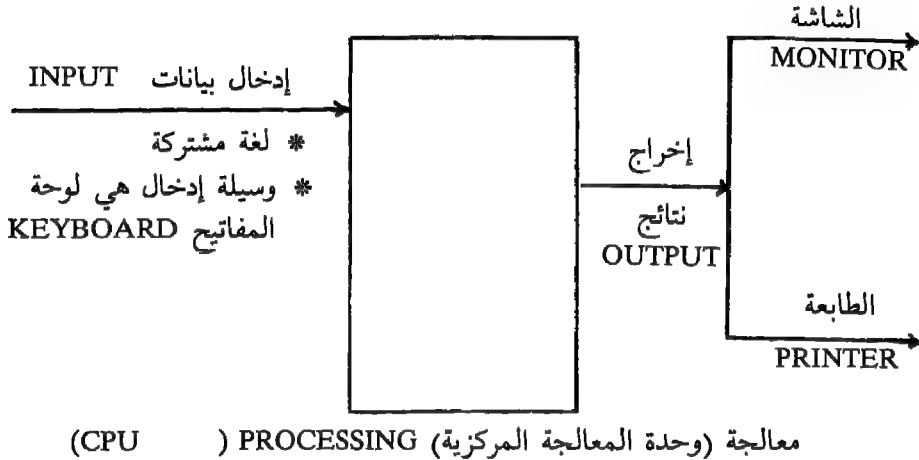 إدخال بيانات INPUT
* لغة مشتركة
* وسيلة إدخال هي لوحة
المفاتيح KEYBOARD
إخراج
نتائج
OUTPUT
الشاشة
MONITOR
الطابعة
PRINTER
معالجة (وحدة المعالجة المركزية) PROCESSING ( CPU)